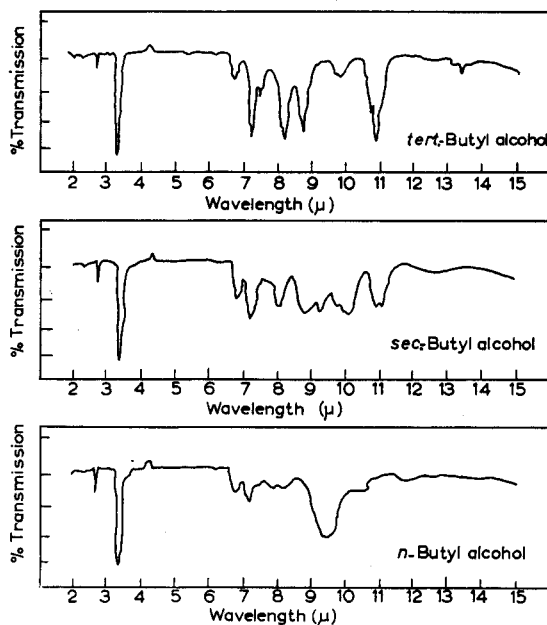 % Transmission
tert.-Butyl alcohol
2 3 4 5 6 7 8 9 10 11 12 13 14 15
Wavelength (μ)
% Transmission
sec.-Butyl alcohol
2 3 4 5 6 7 8 9 10 11 12 13 14 15
Wavelength (μ)
% Transmission
n-Butyl alcohol
2 3 4 5 6 7 8 9 10 11 12 13 14 15
Wavelength (μ)